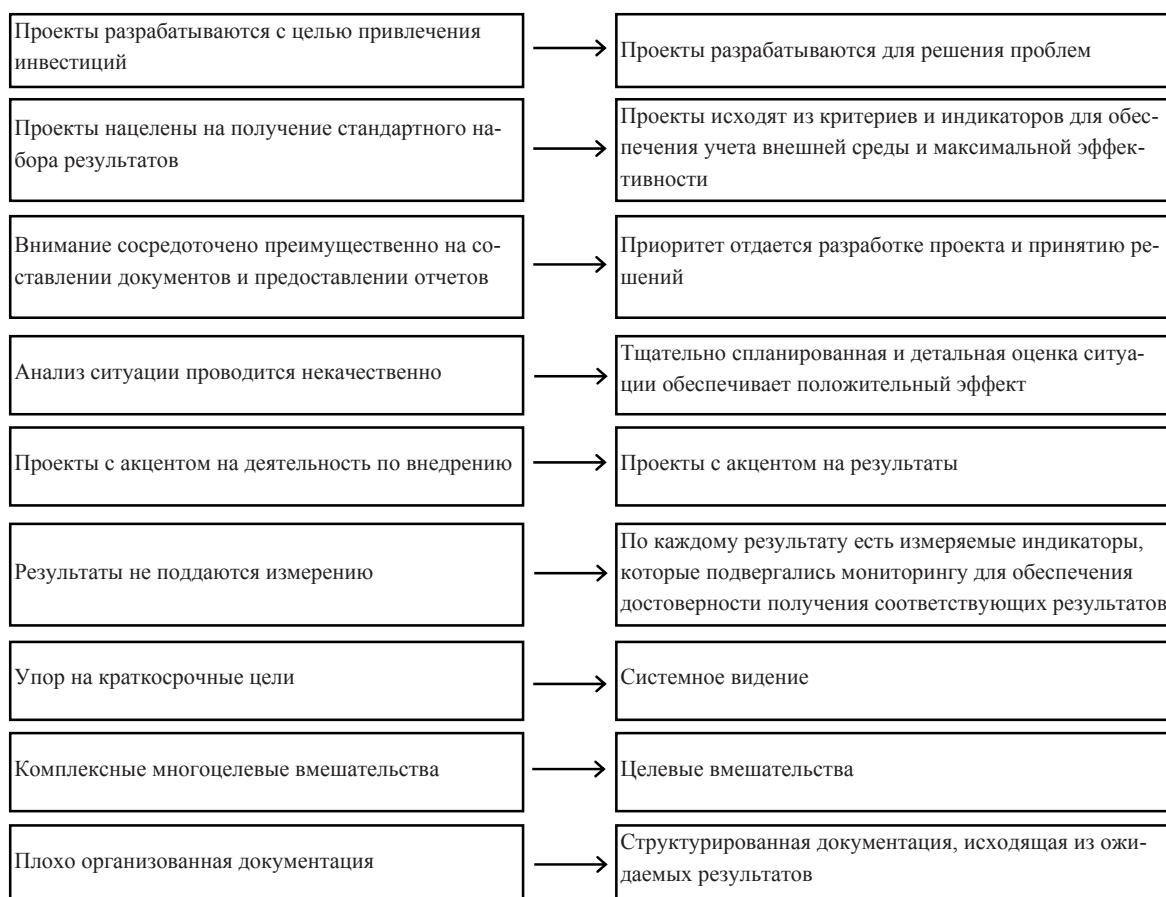 Проекты разрабатываются с целью привлечения
инвестиций
Проекты разрабатываются для решения проблем
Проекты нацелены на получение стандартного на-
бора результатов
Проекты исходят из критериев и индикаторов для обес-
печения учета внешней среды и максимальной эффек-
тивности
Внимание сосредоточено преимущественно на со-
ставлении документов и предоставлении отчетов
Приоритет отдается разработке проекта и принятию ре-
шений
Анализ ситуации проводится некачественно
Тщательно спланированная и детальная оценка ситуа-
ции обеспечивает положительный эффект
Проекты с акцентом на деятельность по внедрению
Проекты с акцентом на результаты
Результаты не поддаются измерению
По каждому результату есть измеряемые индикаторы,
которые подвергались мониторингу для обеспечения
достоверности получения соответствующих результатов
Упор на краткосрочные цели
Системное видение
Комплексные многоцелевые вмешательства
Целевые вмешательства
Плохо организованная документация
Структурированная документация, исходящая из ожи-
даемых результатов